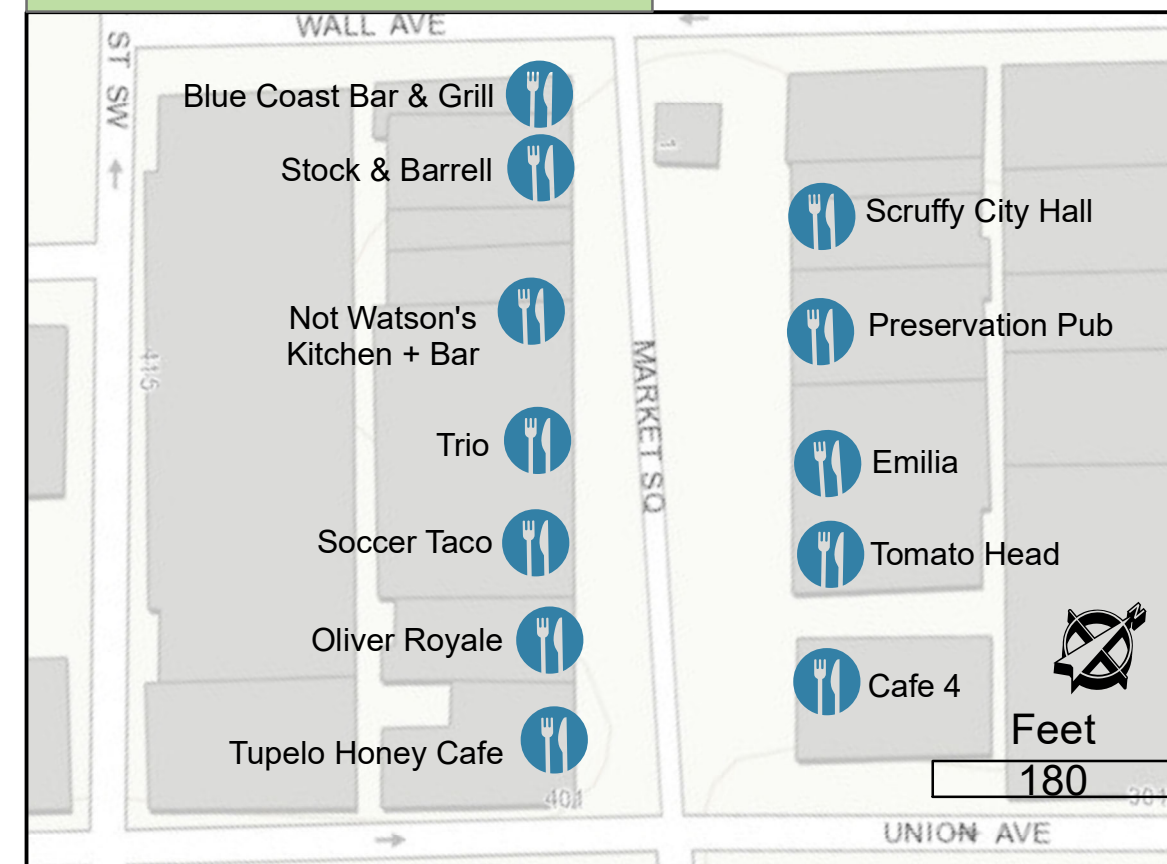 WALL AVE
ST SW
Blue Coast Bar & Grill
Stock & Barrell
1
Scruffy City Hall
Not Watson's
Kitchen + Bar
Preservation Pub
415
MARKET SQ
Trio
Emilia
Soccer Taco
Tomato Head
N
Oliver Royale
Cafe 4
Feet
Tupelo Honey Cafe
180
401
301
UNION AVE